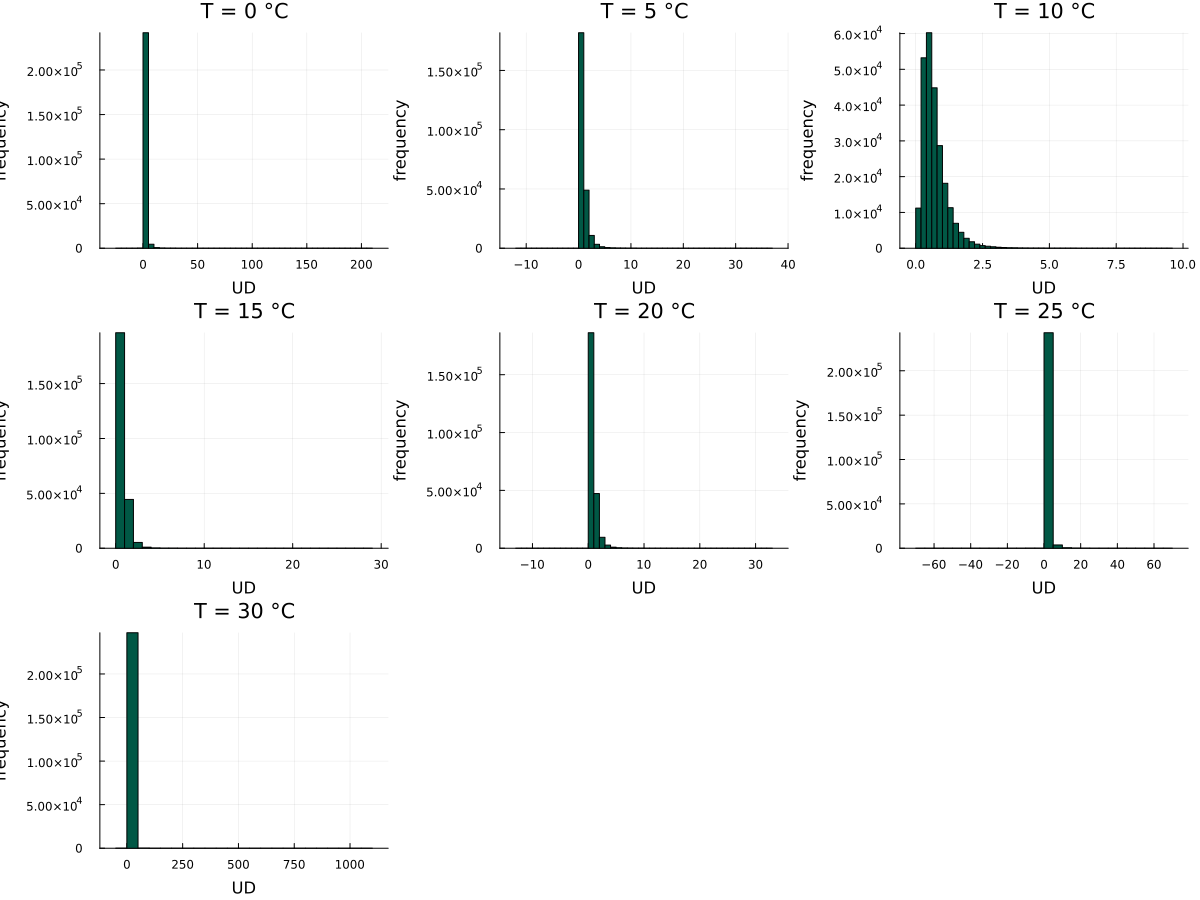 T = 0 °C
frequency
2.00×10⁵
1.50×10⁵
1.00×10⁵
5.00×10⁴
0
0 50 100 150 200
UD
T = 5 °C
frequency
1.50×10⁵
1.00×10⁵
5.00×10⁴
0
−10 0 10 20 30 40
UD
T = 10 °C
frequency
6.0×10⁴
5.0×10⁴
4.0×10⁴
3.0×10⁴
2.0×10⁴
1.0×10⁴
0
0.0 2.5 5.0 7.5 10.0
UD
T = 15 °C
frequency
1.50×10⁵
1.00×10⁵
5.00×10⁴
0
0 10 20 30
UD
T = 20 °C
frequency
1.50×10⁵
1.00×10⁵
5.00×10⁴
0
−10 0 10 20 30
UD
T = 25 °C
frequency
2.00×10⁵
1.50×10⁵
1.00×10⁵
5.00×10⁴
0
−60 −40 −20 0 20 40 60
UD
T = 30 °C
frequency
2.00×10⁵
1.50×10⁵
1.00×10⁵
5.00×10⁴
0
0 250 500 750 1000
UD